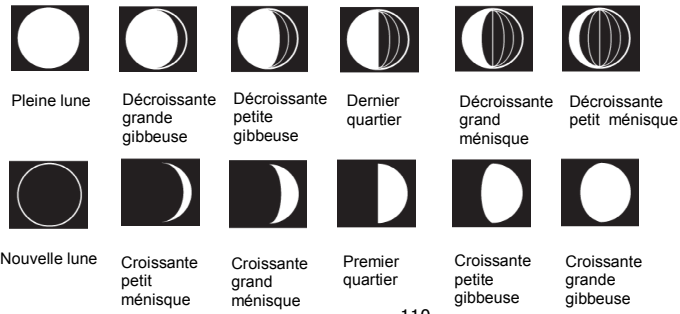 Pleine lune
Décroissante
grande
gibbeuse
Décroissante
petite
gibbeuse
Dernier
quartier
Décroissante
grand
ménisque
Décroissante
petit ménisque
Nouvelle lune
Croissante
petit
ménisque
Croissante
grand
ménisque
Premier
quartier
Croissante
petite
gibbeuse
Croissante
grande
gibbeuse